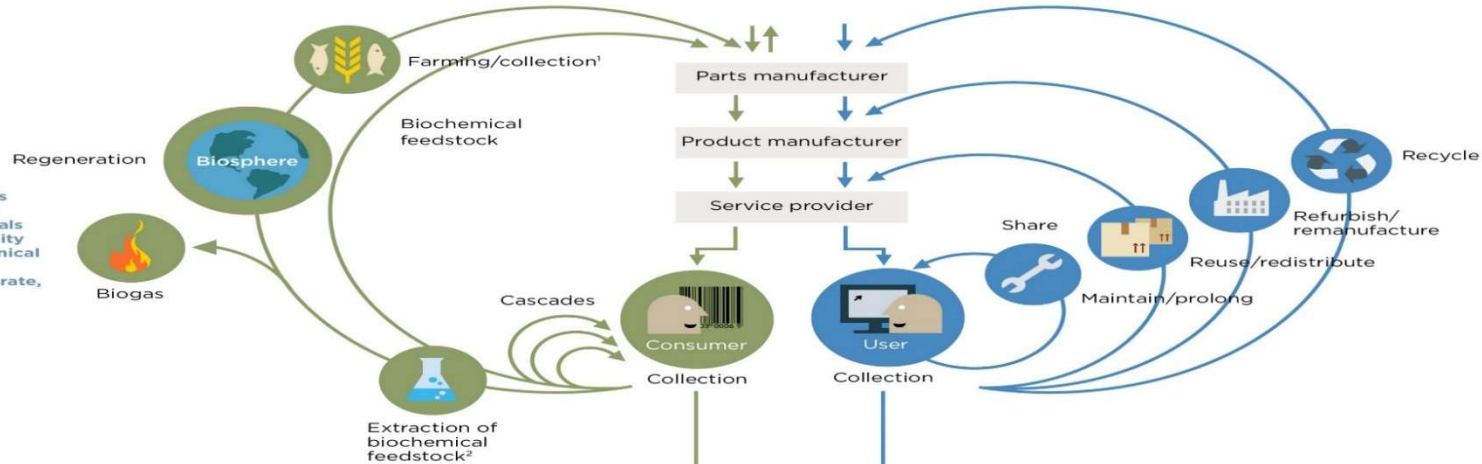 Farming/collection¹
Parts manufacturer
Biochemical
feedstock
Product manufacturer
Regeneration
Biosphere
Recycle
Service provider
Share
Refurbish/
remanufacture
Reuse/redistribute
Biogas
Cascades
Maintain/prolong
Consumer
User
Collection
Collection
Extraction of
biochemical
feedstock²